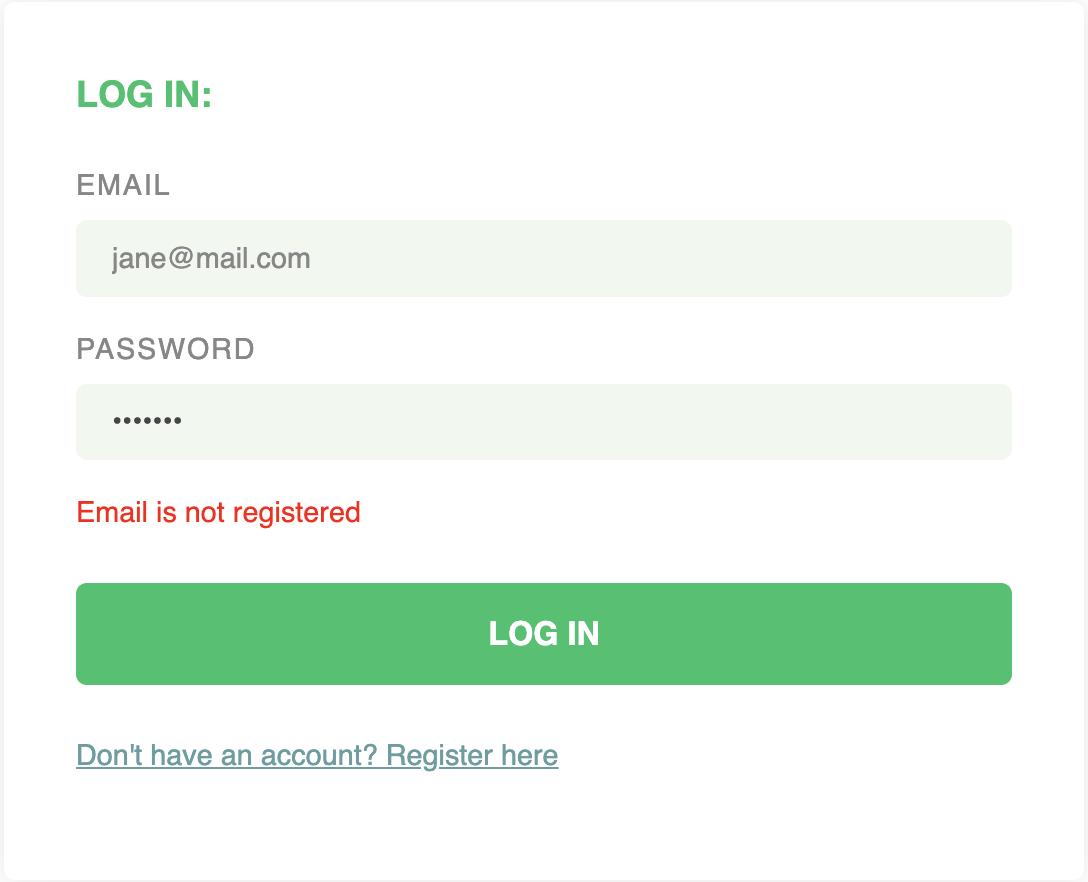 LOG IN:
EMAIL
jane@mail.com
PASSWORD
•••••••
Email is not registered
LOG IN
Don't have an account? Register here